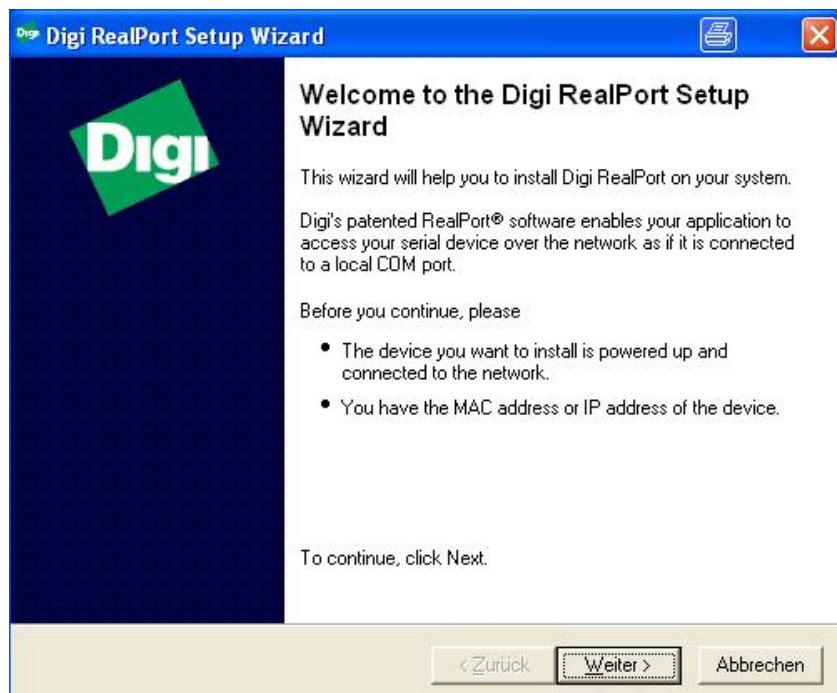 Digi Digi RealPort Setup Wizard
Digi
Welcome to the Digi RealPort Setup
Wizard
This wizard will help you to install Digi RealPort on your system.
Digi's patented RealPort® software enables your application to
access your serial device over the network as if it is connected
to a local COM port.
Before you continue, please
• The device you want to install is powered up and
connected to the network.
• You have the MAC address or IP address of the device.
To continue, click Next.
< Zurück
Weiter >
Abbrechen